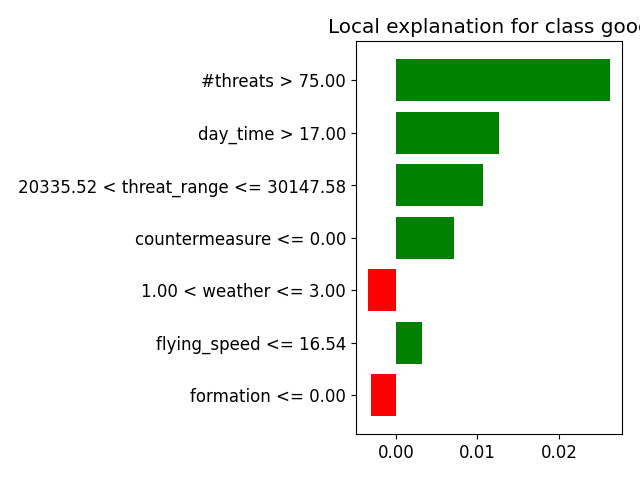 Local explanation for class goo
#threats > 75.00
day_time > 17.00
20335.52 < threat_range <= 30147.58
countermeasure <= 0.00
1.00 < weather <= 3.00
flying_speed <= 16.54
formation <= 0.00
0.00 0.01 0.02